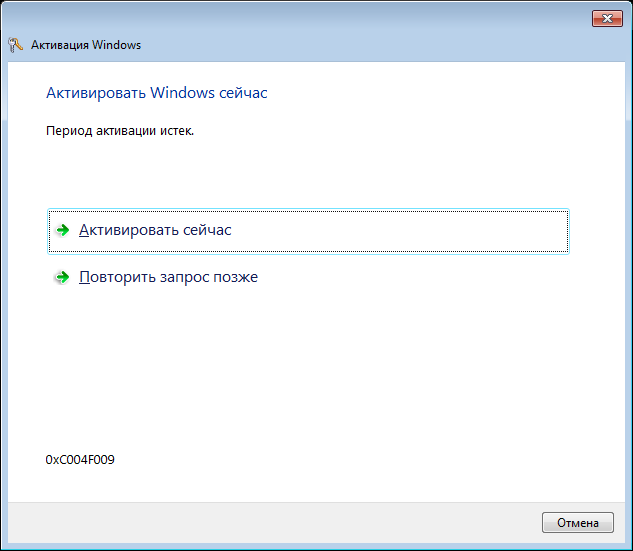 Активация Windows
Активировать Windows сейчас
Период активации истек.
Активировать сейчас
Повторить запрос позже
0xC004F009
Отмена